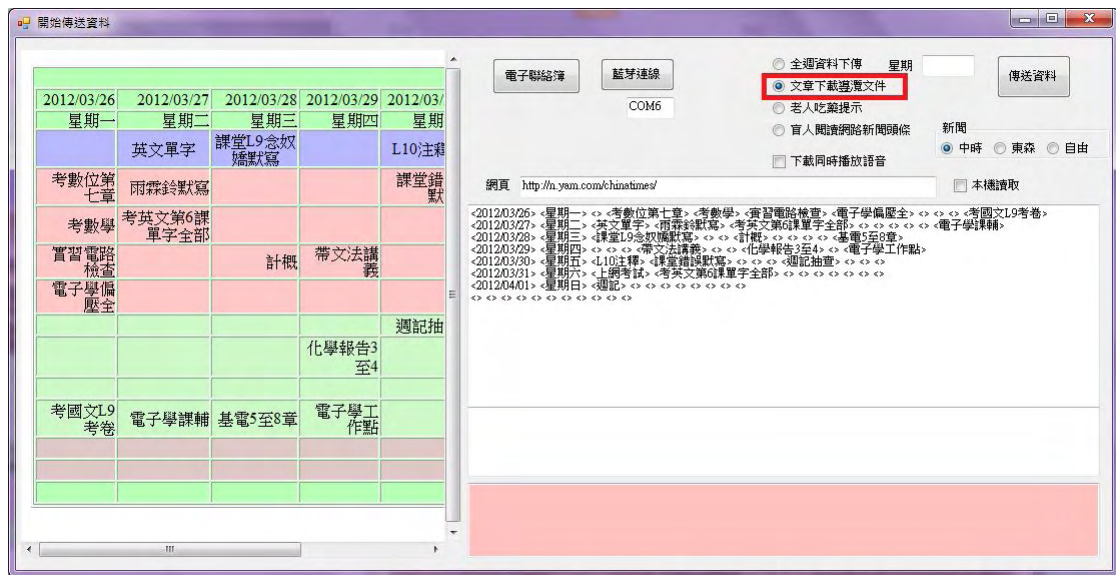 開始傳送資料
2012/03/26 2012/03/27 2012/03/28 2012/03/29 2012/03/
星期一 星期二 星期三 星期四 星期
英文單字 課堂L9念奴嬌默寫 L10注釋
考數位第七章 雨霖鈴默寫 課堂錯默
考數學 考英文第6課單字全部
實習電路檢查 計概 帶文法講義
電子學偏壓全
週記抽
化學報告3至4
考國文L9考卷 電子學課輔 基電5至8章 電子學工作點
電子聯絡簿
藍芽連線
COM6
全週資料下傳 星期
文章下載瀏灠文件
老人吃藥提示
盲人閱讀網路新聞頭條
下載同時播放語音
傳送資料
新聞
中時 東森 自由
網頁 http://n.yam.com/chinatimes/
本機讀取
<2012/03/26> <星期一> <> <考數位第七章> <考數學> <實習電路檢查> <電子學偏壓全> <> <> <> <考國文L9考卷>
<2012/03/27> <星期二> <英文單字> <雨霖鈴默寫> <考英文第6課單字全部> <> <> <> <> <> <電子學課輔>
<2012/03/28> <星期三> <課堂L9念奴嬌默寫> <> <> <計概> <> <> <> <> <基電5至8章>
<2012/03/29> <星期四> <> <> <> <帶文法講義> <> <> <化學報告3至4> <> <電子學工作點>
<2012/03/30> <星期五> <L10注釋> <課堂錯誤默寫> <> <> <> <週記抽查> <> <> <>
<2012/03/31> <星期六> <上網考試> <考英文第6課單字全部> <> <> <> <> <> <> <>
<2012/04/01> <星期日> <週記> <> <> <> <> <> <> <> <>
<> <> <> <> <> <> <> <> <> <> <>